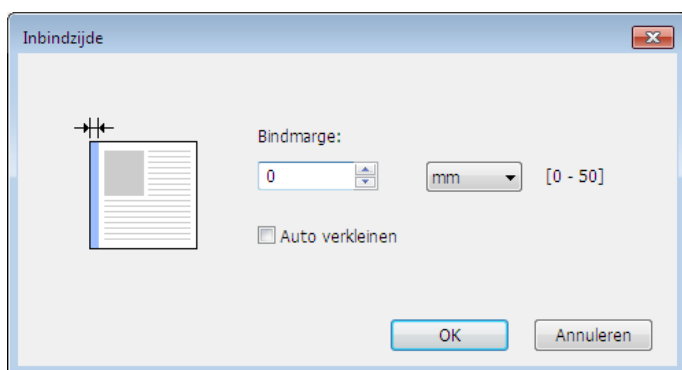 Inbindzijde
Bindmarge:
0 mm [0 - 50]
Auto verkleinen
OK Annuleren